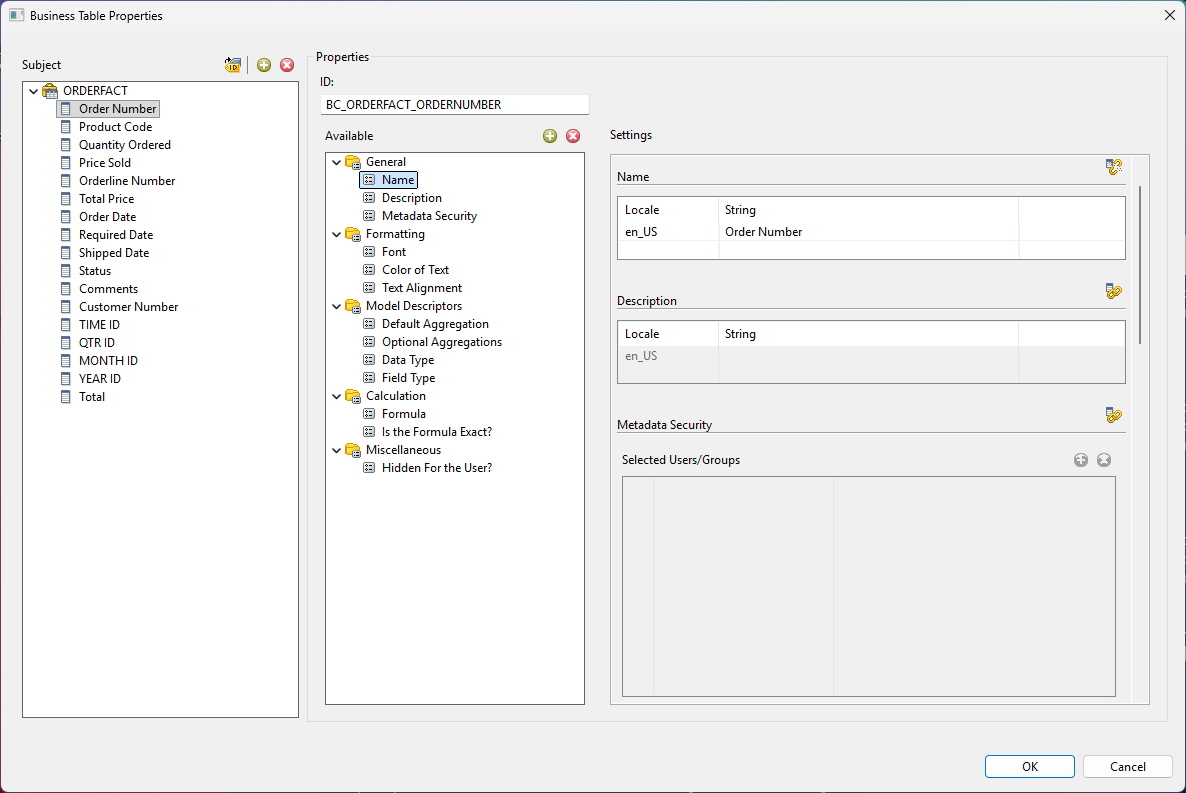 Business Table Properties
Subject
ORDERFACT
Order Number
Product Code
Quantity Ordered
Price Sold
Orderline Number
Total Price
Order Date
Required Date
Shipped Date
Status
Comments
Customer Number
TIME ID
QTR ID
MONTH ID
YEAR ID
Total
Properties
ID:
BC_ORDERFACT_ORDERNUMBER
Available
General
Name
Description
Metadata Security
Formatting
Font
Color of Text
Text Alignment
Model Descriptors
Default Aggregation
Optional Aggregations
Data Type
Field Type
Calculation
Formula
Is the Formula Exact?
Miscellaneous
Hidden For the User?
Settings
Name
Locale String
en_US Order Number
Description
Locale String
en_US
Metadata Security
Selected Users/Groups
OK Cancel